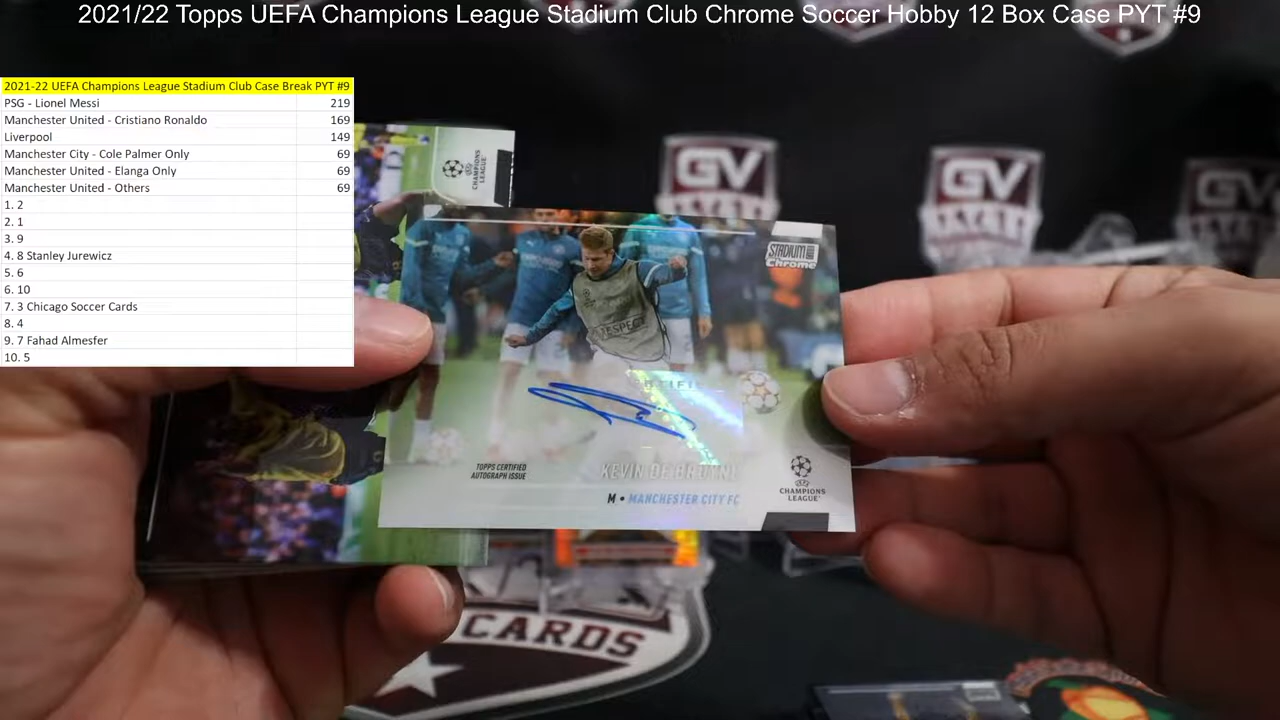 2021/22 Topps UEFA Champions League Stadium Club Chrome Soccer Hobby 12 Box Case PYT #9
2021-22 UEFA Champions League Stadium Club Case Break PYT #9
PSG - Lionel Messi 219
Manchester United - Cristiano Ronaldo 169
Liverpool 149
Manchester City - Cole Palmer Only 69
Manchester United - Elanga Only 69
Manchester United - Others 69
1. 2
2. 1
3. 9
4. 8 Stanley Jurewicz
5. 6
6. 10
7. 3 Chicago Soccer Cards
8. 4
9. 7 Fahad Almesfer
10. 5
CHAMPIONS
LEAGUE
GV
GV
STADIUM
Chrome
RESPECT
TOPPS CERTIFIED
AUTOGRAPH ISSUE
KEVIN DE BRUYNE
M • MANCHESTER CITY FC
CHAMPIONS
LEAGUE
CARDS